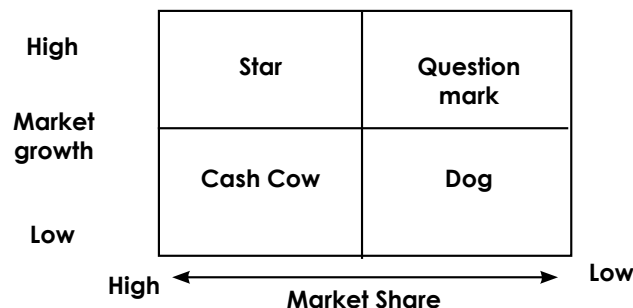 High
Star
Question
mark
Market
growth
Cash Cow
Dog
Low
High
Low
Market Share